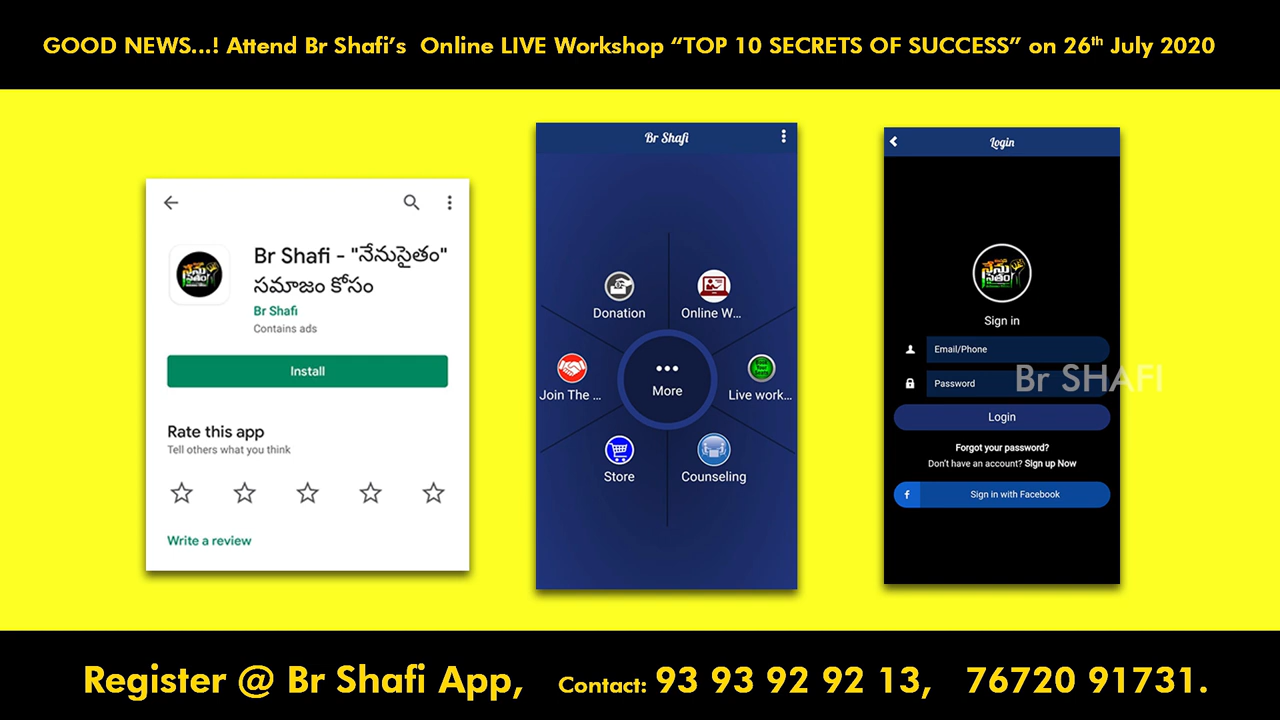 GOOD NEWS...! Attend Br Shafi's Online LIVE Workshop “TOP 10 SECRETS OF SUCCESS” on 26th July 2020
Br Shafi - "నేనుసైతం"
సమాజం కోసం
Br Shafi
Contains ads
Install
Rate this app
Tell others what you think
Write a review
Br Shafi
Donation
Online W...
Join The ...
More
Live work...
Store
Counseling
Login
నేను
సైతం
Sign in
Email/Phone
Password
Br SHAFI
Login
Forgot your password?
Don't have an account? Sign up Now
f Sign in with Facebook
Register @ Br Shafi App, Contact: 93 93 92 92 13, 76720 91731.